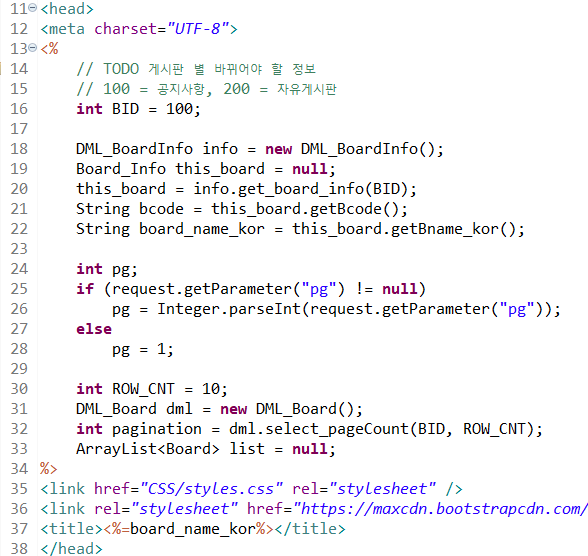 11 <head>
12 <meta charset="UTF-8">
13 <%
14     // TODO 게시판 별 바뀌어야 할 정보
15     // 100 = 공지사항, 200 = 자유게시판
16     int BID = 100;
17
18     DML_BoardInfo info = new DML_BoardInfo();
19     Board_Info this_board = null;
20     this_board = info.get_board_info(BID);
21     String bcode = this_board.getBcode();
22     String board_name_kor = this_board.getBname_kor();
23
24     int pg;
25     if (request.getParameter("pg") != null)
26         pg = Integer.parseInt(request.getParameter("pg"));
27     else
28         pg = 1;
29
30     int ROW_CNT = 10;
31     DML_Board dml = new DML_Board();
32     int pagination = dml.select_pageCount(BID, ROW_CNT);
33     ArrayList<Board> list = null;
34 %>
35 <link href="CSS/styles.css" rel="stylesheet" />
36 <link rel="stylesheet" href="https://maxcdn.bootstrapcdn.com/
37 <title><%=board_name_kor%></title>
38 </head>